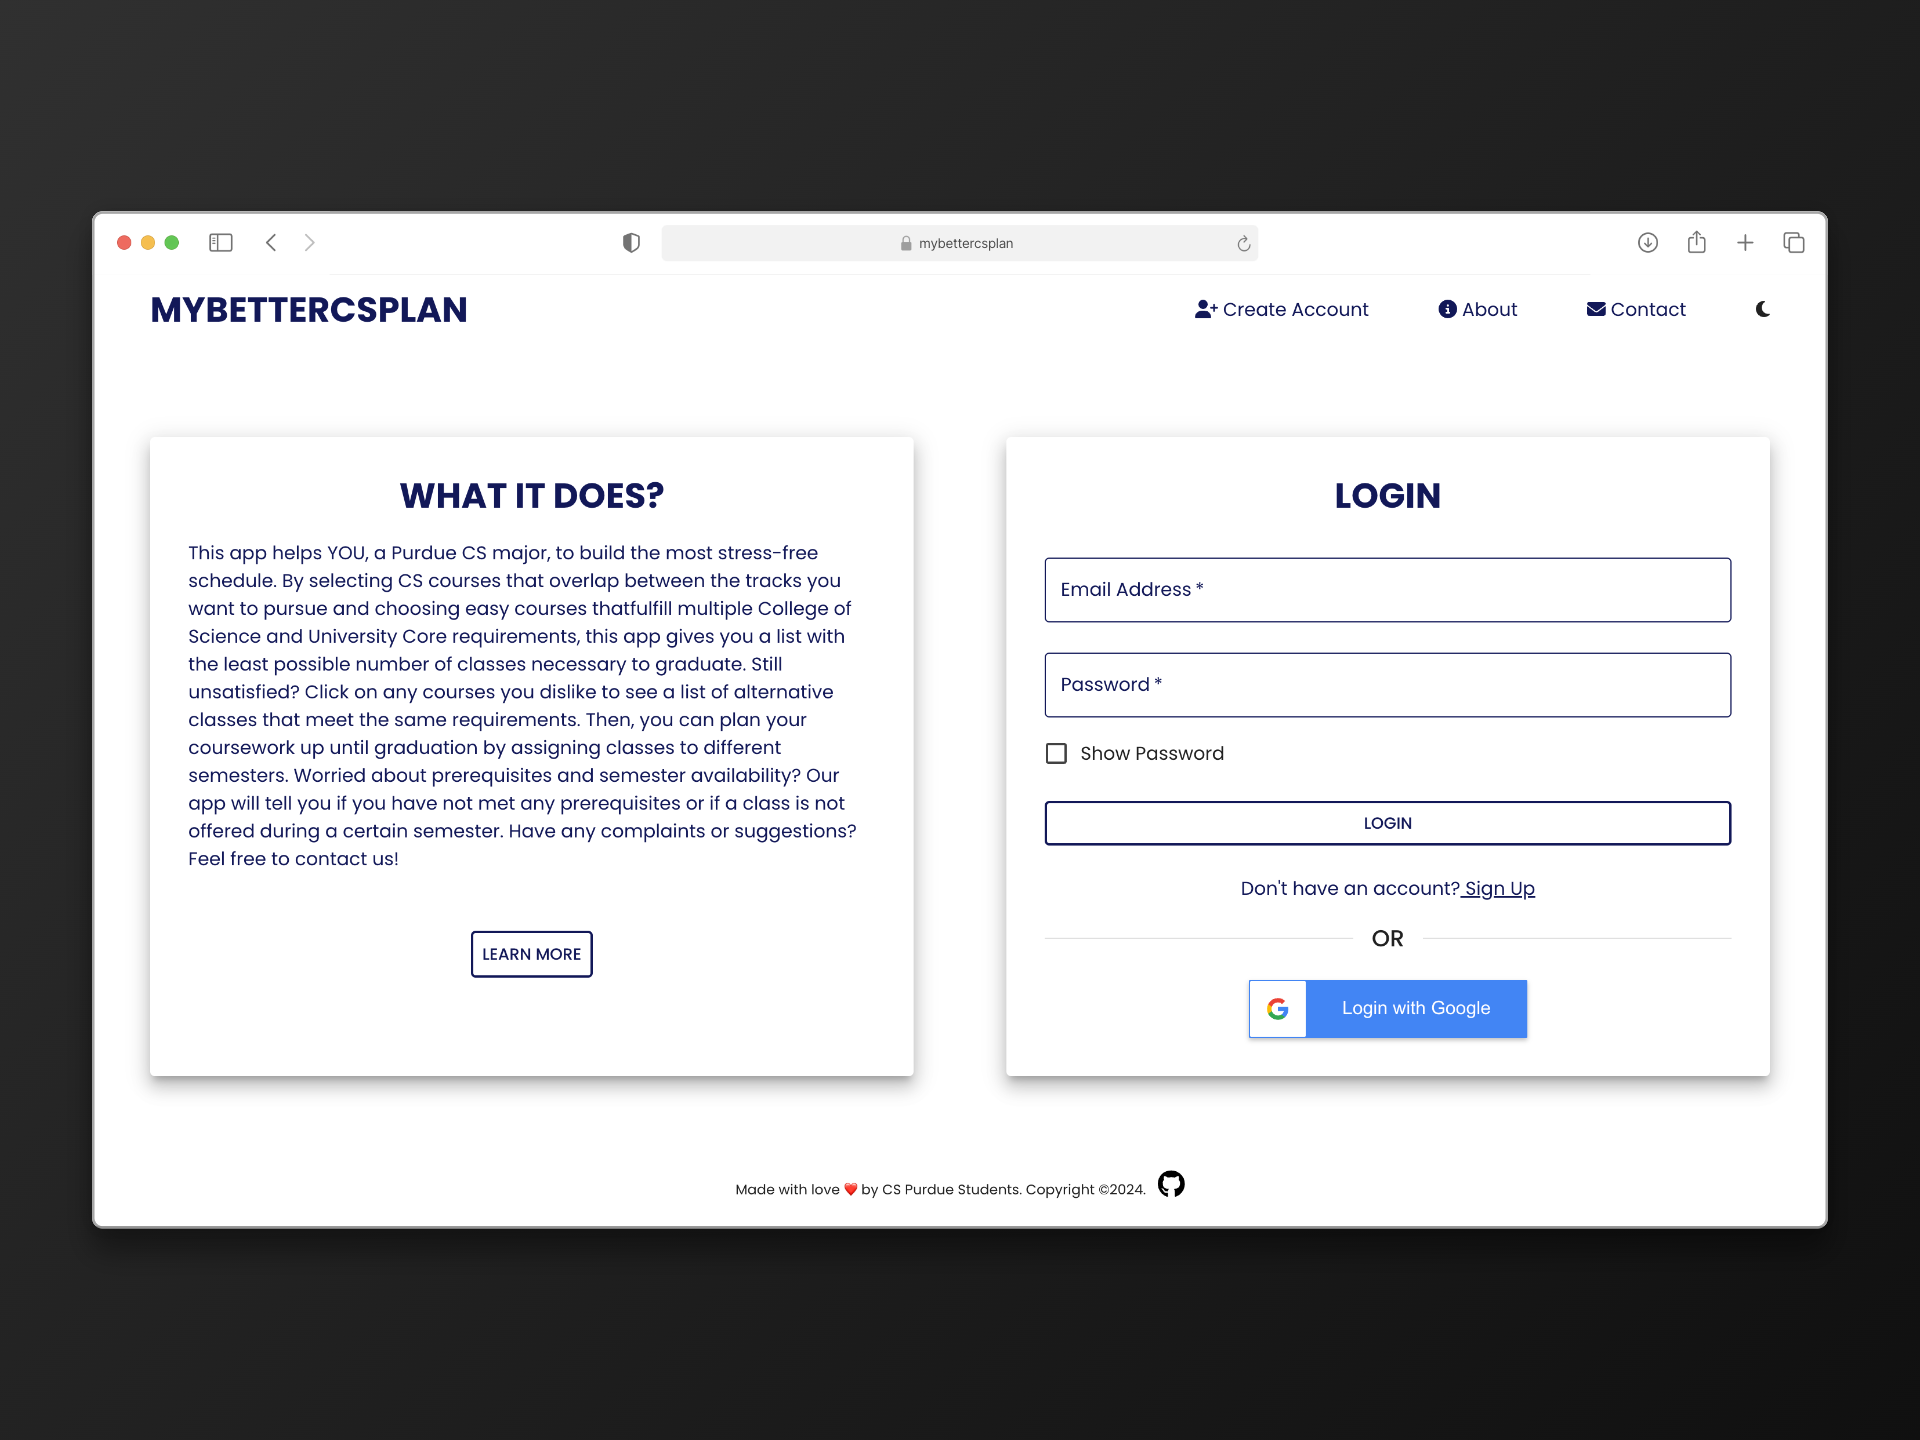 mybettercsplan
MYBETTERCSPLAN
Create Account
About
Contact
WHAT IT DOES?
This app helps YOU, a Purdue CS major, to build the most stress-free
schedule. By selecting CS courses that overlap between the tracks you
want to pursue and choosing easy courses thatfulfill multiple College of
Science and University Core requirements, this app gives you a list with
the least possible number of classes necessary to graduate. Still
unsatisfied? Click on any courses you dislike to see a list of alternative
classes that meet the same requirements. Then, you can plan your
coursework up until graduation by assigning classes to different
semesters. Worried about prerequisites and semester availability? Our
app will tell you if you have not met any prerequisites or if a class is not
offered during a certain semester. Have any complaints or suggestions?
Feel free to contact us!
LEARN MORE
LOGIN
Email Address *
Password *
Show Password
LOGIN
Don't have an account? Sign Up
OR
G
Login with Google
Made with love ❤️ by CS Purdue Students. Copyright ©2024.